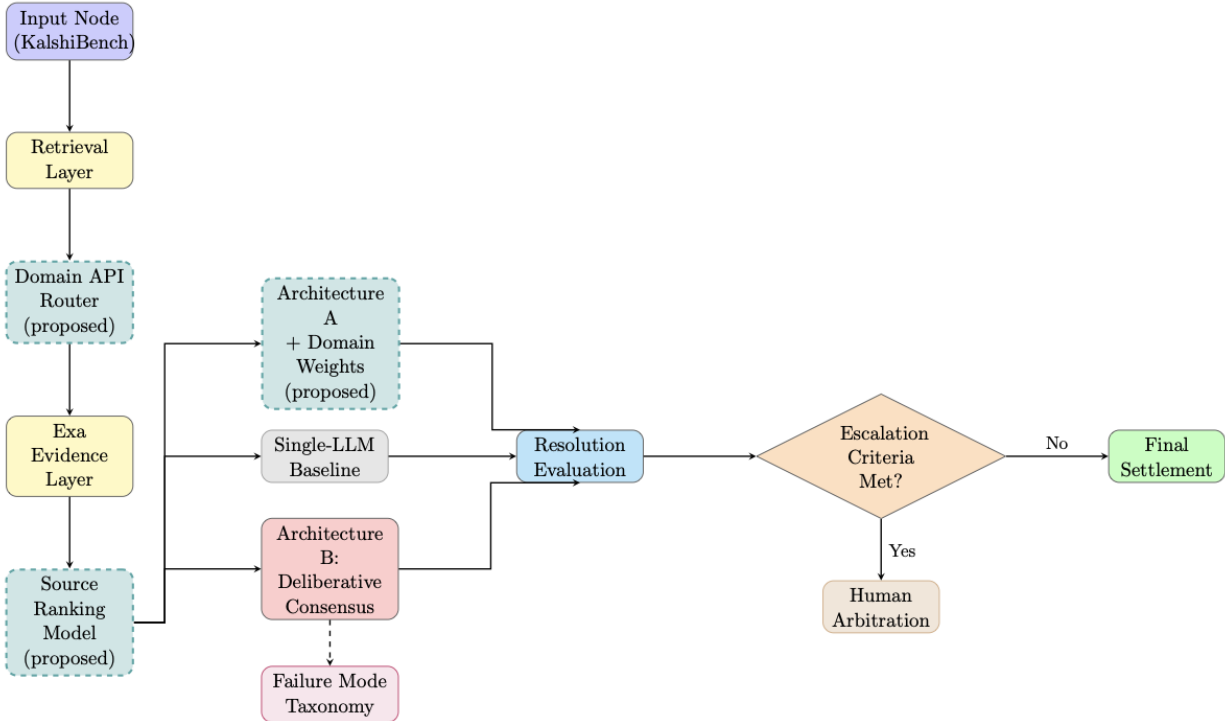 Input Node
(KalshiBench)
Retrieval
Layer
Domain API
Router
(proposed)
Exa
Evidence
Layer
Source
Ranking
Model
(proposed)
Architecture
A
+ Domain
Weights
(proposed)
Single-LLM
Baseline
Architecture
B:
Deliberative
Consensus
Failure Mode
Taxonomy
Resolution
Evaluation
Escalation
Criteria
Met?
No
Final
Settlement
Yes
Human
Arbitration